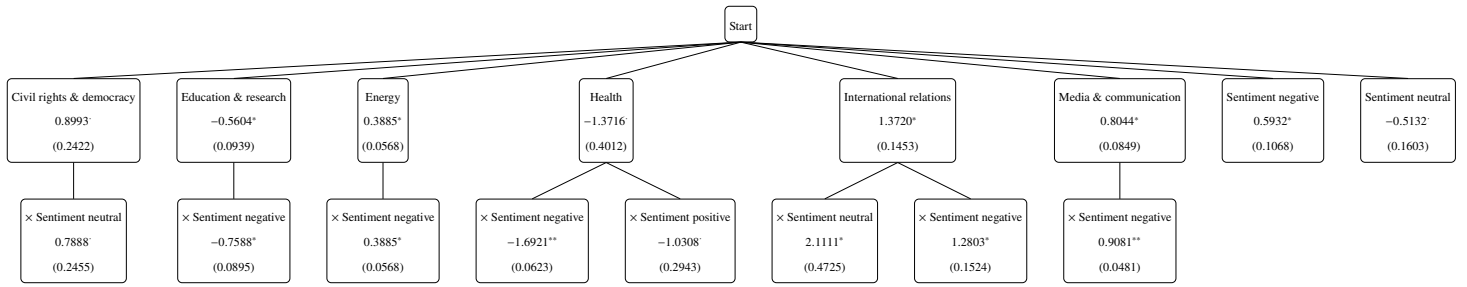 Start
Civil rights & democracy
0.8993·
(0.2422)
Education & research
−0.5604*
(0.0939)
Energy
0.3885*
(0.0568)
Health
−1.3716·
(0.4012)
International relations
1.3720*
(0.1453)
Media & communication
0.8044*
(0.0849)
Sentiment negative
0.5932*
(0.1068)
Sentiment neutral
−0.5132·
(0.1603)
× Sentiment neutral
0.7888·
(0.2455)
× Sentiment negative
−0.7588*
(0.0895)
× Sentiment negative
0.3885*
(0.0568)
× Sentiment negative
−1.6921**
(0.0623)
× Sentiment positive
−1.0308·
(0.2943)
× Sentiment neutral
2.1111*
(0.4725)
× Sentiment negative
1.2803*
(0.1524)
× Sentiment negative
0.9081**
(0.0481)